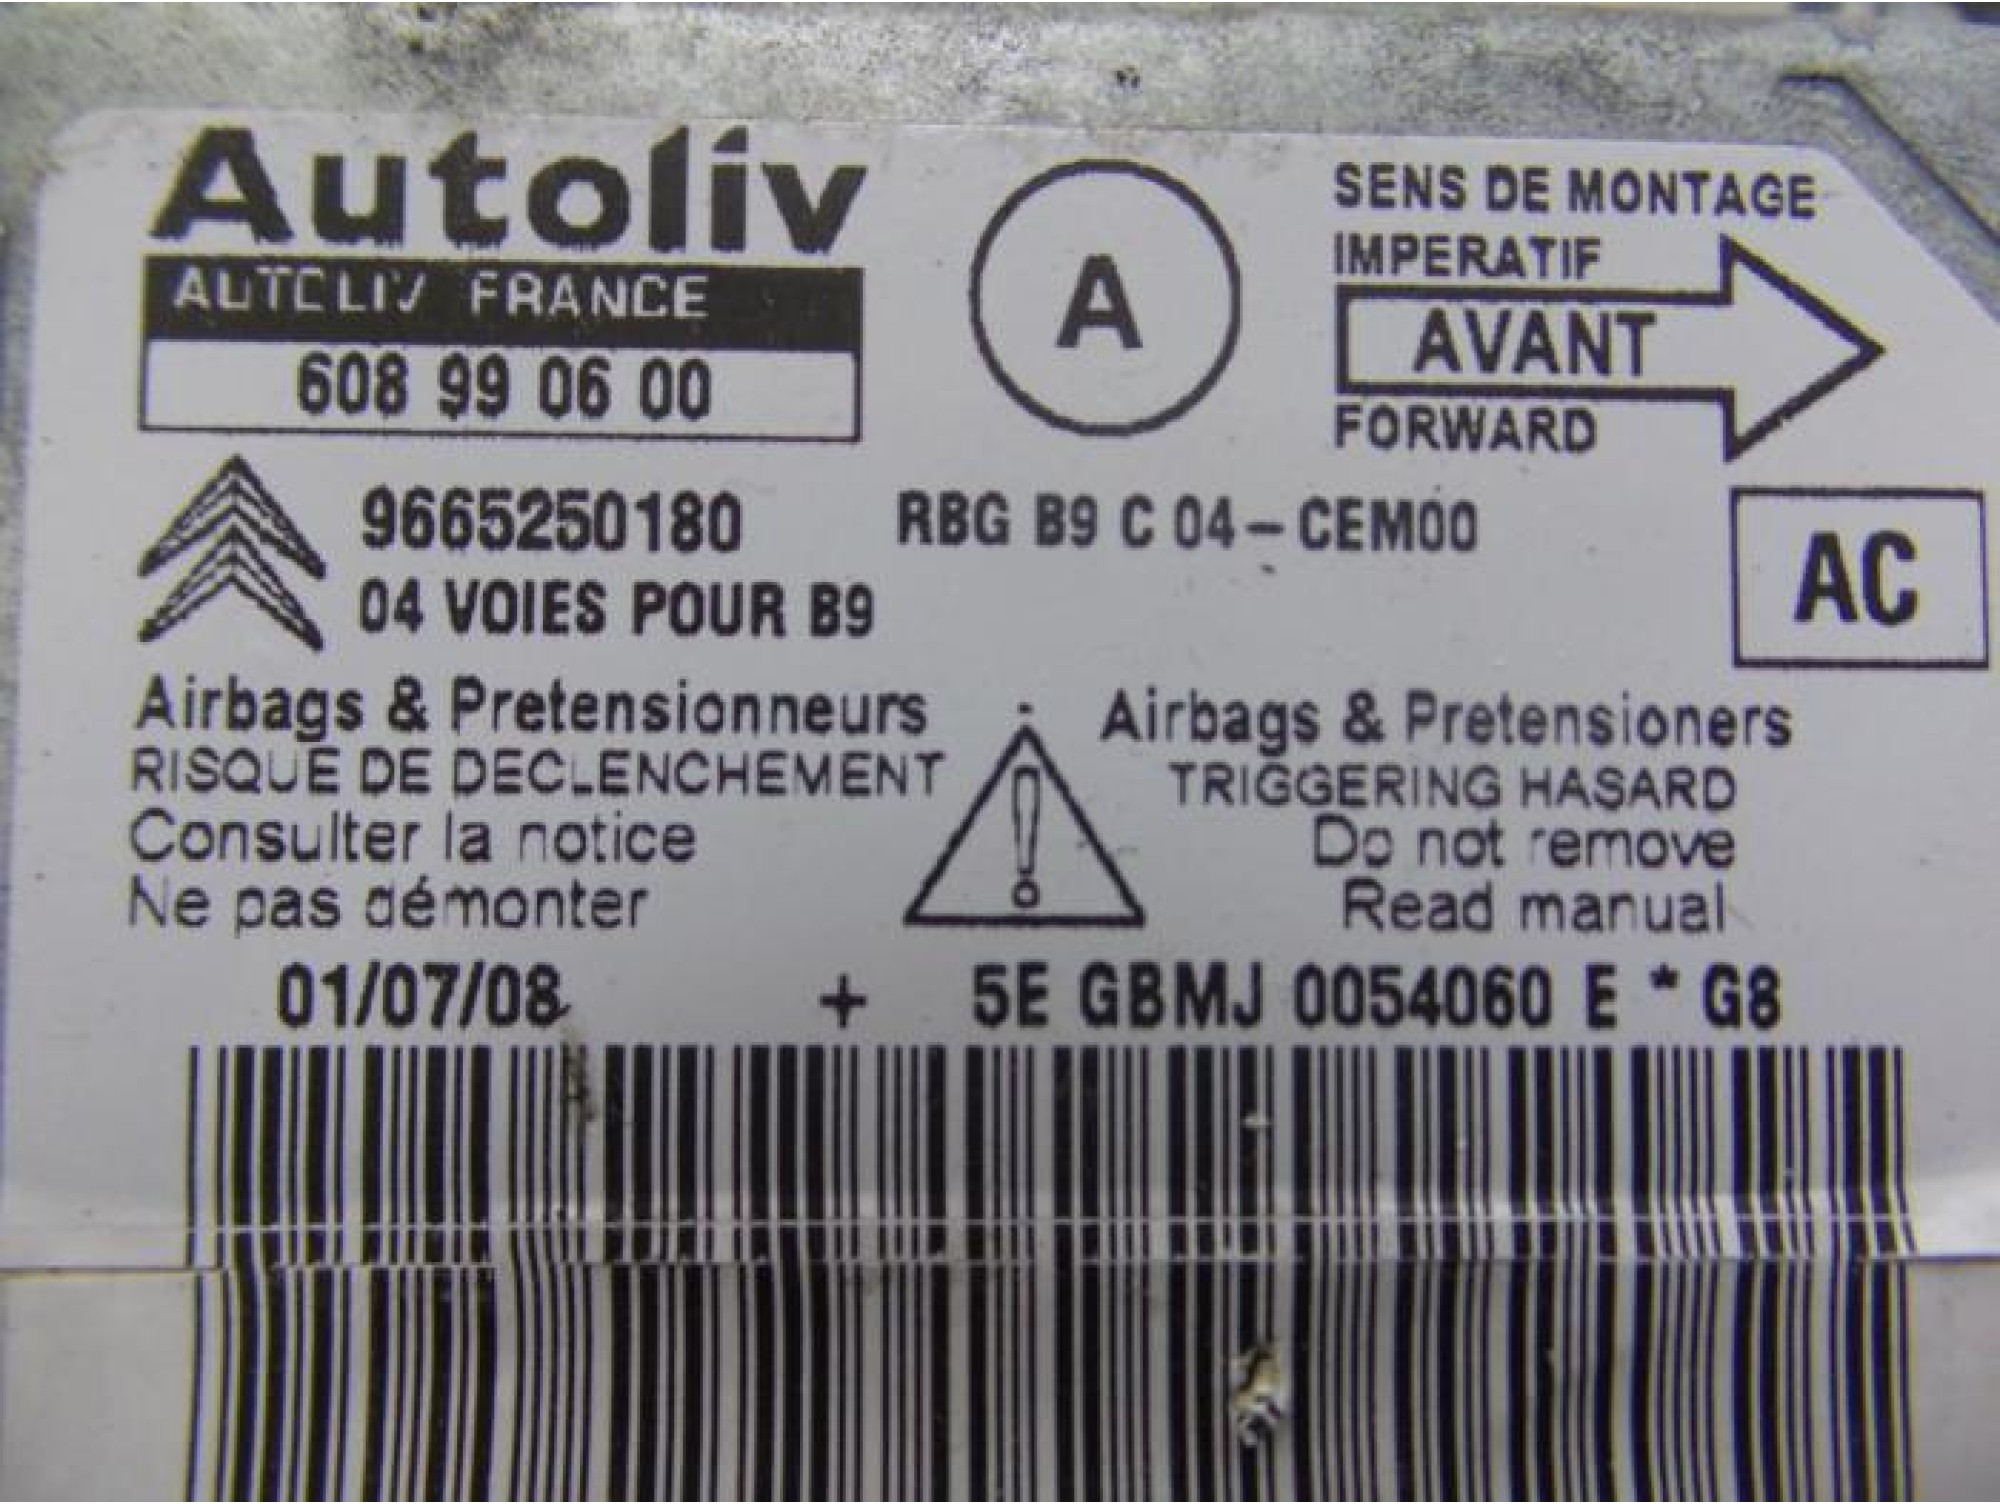 Autoliv
AUTOLIV FRANCE
608 99 06 00
A
SENS DE MONTAGE
IMPERATIF
AVANT
FORWARD
9665250180
RBG B9 C 04-CEM00
04 VOIES POUR B9
AC
Airbags & Pretensionneurs
RISQUE DE DECLENCHEMENT
Consulter la notice
Ne pas démonter
Airbags & Pretensioners
TRIGGERING HASARD
Do not remove
Read manual
01/07/08 + 5E GBMJ 0054060 E * G8